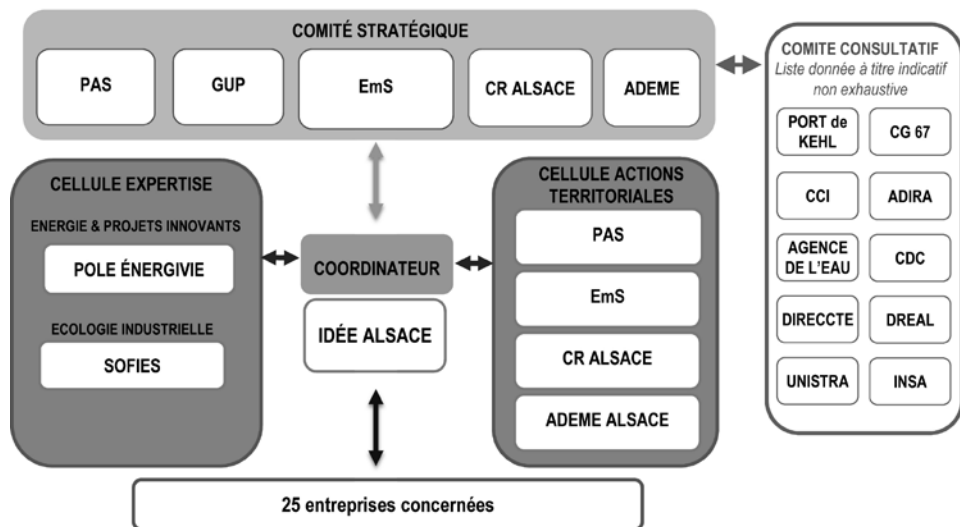 COMITÉ STRATÉGIQUE
PAS
GUP
EmS
CR ALSACE
ADEME
COMITE CONSULTATIF
Liste donnée à titre indicatif
non exhaustive
PORT de
KEHL
CG 67
CCI
ADIRA
AGENCE
DE L'EAU
CDC
DIRECCTE
DREAL
UNISTRA
INSA
CELLULE EXPERTISE
ENERGIE & PROJETS INNOVANTS
POLE ÉNERGIVIE
ECOLOGIE INDUSTRIELLE
SOFIES
COORDINATEUR
IDÉE ALSACE
CELLULE ACTIONS
TERRITORIALES
PAS
EmS
CR ALSACE
ADEME ALSACE
25 entreprises concernées